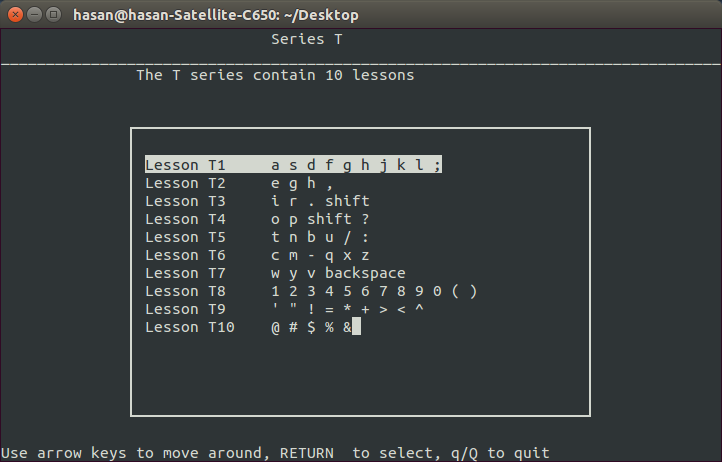 hasan@hasan-Satellite-C650: ~/Desktop
Series T
The T series contain 10 lessons
Lesson T1 a s d f g h j k l ;
Lesson T2 e g h ,
Lesson T3 i r . shift
Lesson T4 o p shift ?
Lesson T5 t n b u / :
Lesson T6 c m - q x z
Lesson T7 w y v backspace
Lesson T8 1 2 3 4 5 6 7 8 9 0 ( )
Lesson T9 ' " ! = * + > < ^
Lesson T10 @ # $ % &
Use arrow keys to move around, RETURN  to select, q/Q to quit